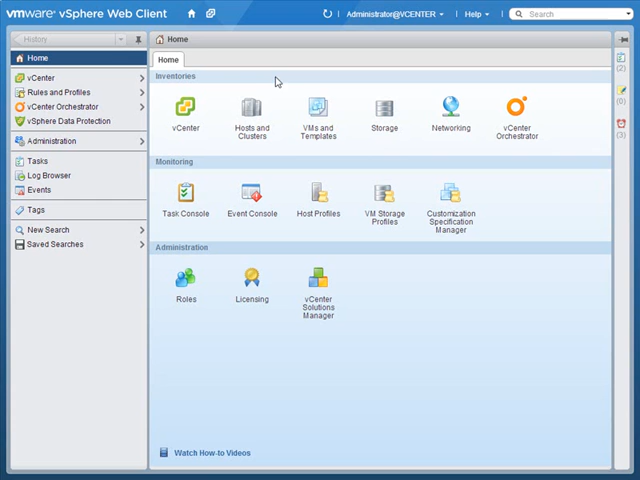 vmware® vSphere Web Client
Administrator@VCENTER
Help
Search
History
Home
vCenter
Rules and Profiles
vCenter Orchestrator
vSphere Data Protection
Administration
Tasks
Log Browser
Events
Tags
New Search
Saved Searches
Home
Home
Inventories
vCenter
Hosts and
Clusters
VMs and
Templates
Storage
Networking
vCenter
Orchestrator
Monitoring
Task Console
Event Console
Host Profiles
VM Storage
Profiles
Customization
Specification
Manager
Administration
Roles
Licensing
vCenter
Solutions
Manager
Watch How-to Videos
(2)
(0)
(3)